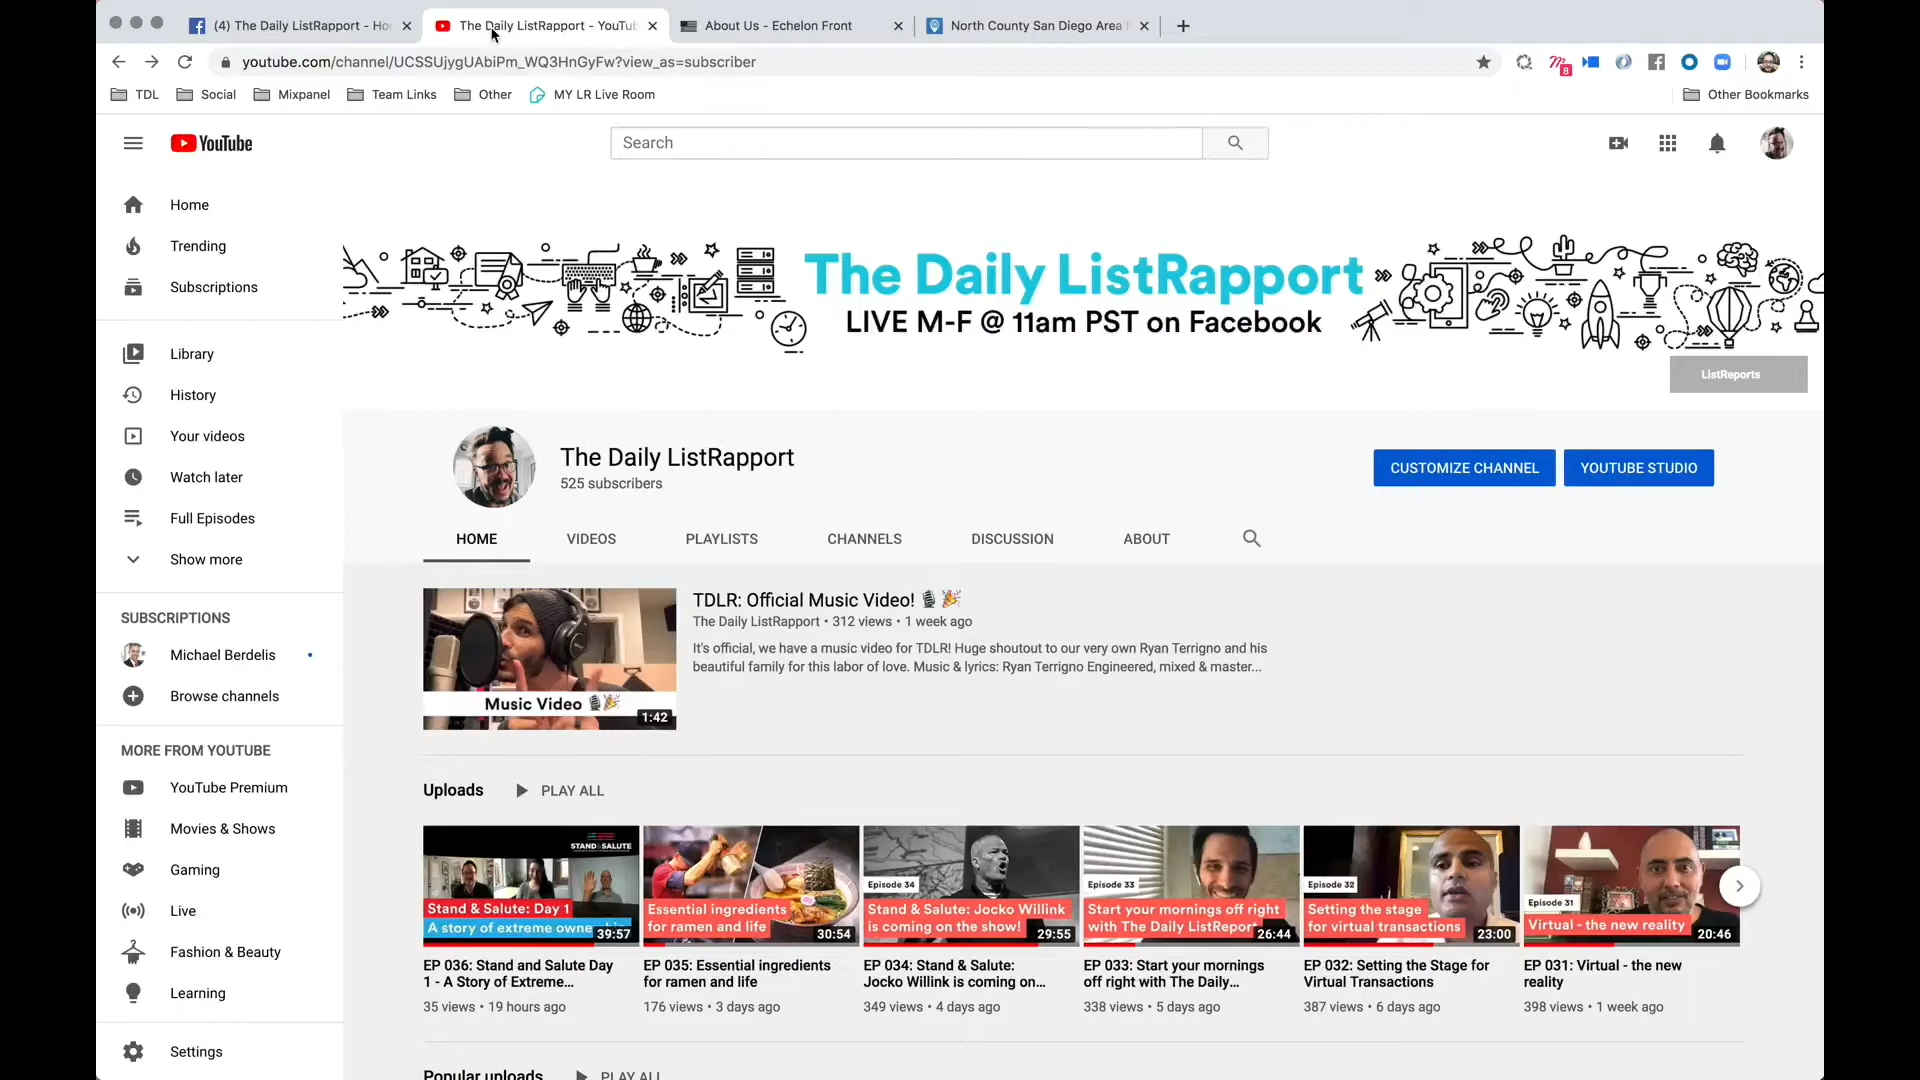 (4) The Daily ListRapport - Ho
The Daily ListRapport - YouTub
About Us - Echelon Front
North County San Diego Area
youtube.com/channel/UCSSUjygUAbiPm_WQ3HnGyFw?view_as=subscriber
8
TDL
Social
Mixpanel
Team Links
Other
MY LR Live Room
Other Bookmarks
YouTube
Search
Home
Trending
Subscriptions
Library
History
Your videos
Watch later
Full Episodes
Show more
SUBSCRIPTIONS
Michael Berdelis
Browse channels
MORE FROM YOUTUBE
YouTube Premium
Movies & Shows
Gaming
Live
Fashion & Beauty
Learning
Settings
The Daily ListRapport
LIVE M-F @ 11am PST on Facebook
ListReports
The Daily ListRapport
525 subscribers
CUSTOMIZE CHANNEL
YOUTUBE STUDIO
HOME
VIDEOS
PLAYLISTS
CHANNELS
DISCUSSION
ABOUT
Music Video
1:42
TDLR: Official Music Video! 🎙️🎉
The Daily ListRapport • 312 views • 1 week ago
It's official, we have a music video for TDLR! Huge shoutout to our very own Ryan Terrigno and his
beautiful family for this labor of love. Music & lyrics: Ryan Terrigno Engineered, mixed & master...
Uploads
PLAY ALL
STAND & SALUTE
Stand & Salute: Day 1
A story of extreme owne
39:57
EP 036: Stand and Salute Day
1 - A Story of Extreme...
35 views • 19 hours ago
Essential ingredients
for ramen and life
30:54
EP 035: Essential ingredients
for ramen and life
176 views • 3 days ago
Episode 34
Stand & Salute: Jocko Willink
is coming on the show!
29:55
EP 034: Stand & Salute:
Jocko Willink is coming on...
349 views • 4 days ago
Episode 33
Start your mornings off right
with The Daily ListRepor
26:44
EP 033: Start your mornings
off right with The Daily...
338 views • 5 days ago
Episode 32
Setting the stage
for virtual transactions
23:00
EP 032: Setting the Stage for
Virtual Transactions
387 views • 6 days ago
Episode 31
Virtual - the new reality
20:46
EP 031: Virtual - the new
reality
398 views • 1 week ago
Popular uploads
PLAY ALL